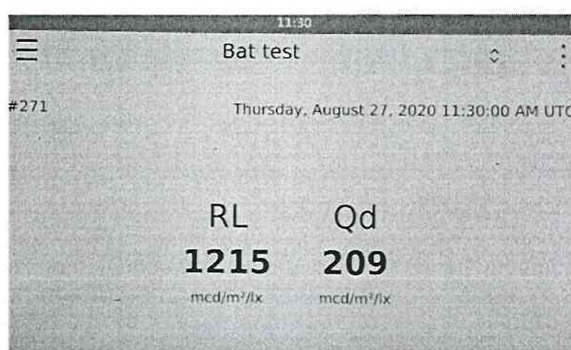 11:30
Bat test
#271 Thursday, August 27, 2020 11:30:00 AM UTC
RL Qd
1215 209
mcd/m²/lx mcd/m²/lx